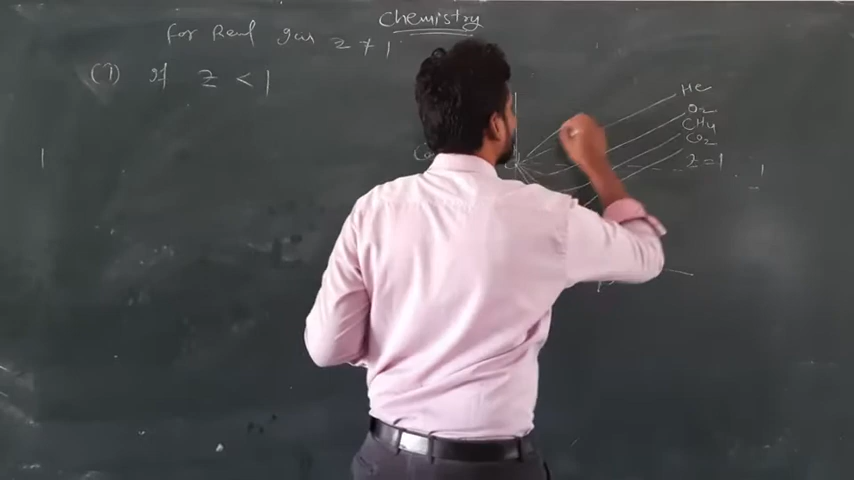 Chemistry
For Real gas z ≠ 1
(1) If z < 1
He
O2
CH4
CO2
z = 1